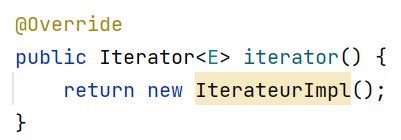 @Override
public Iterator<E> iterator() {
    return new IterateurImpl();
}